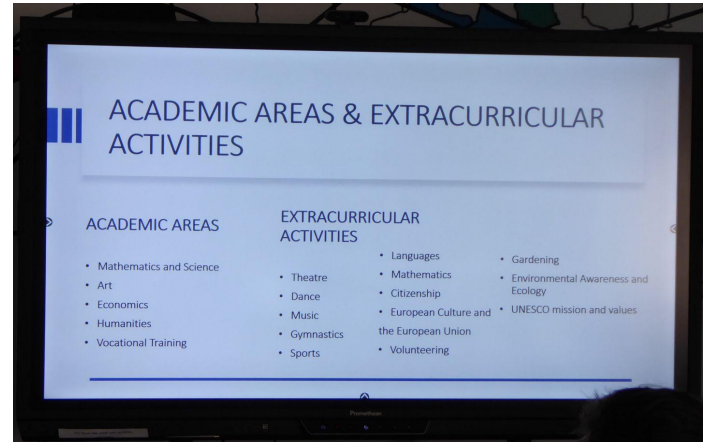 ACADEMIC AREAS & EXTRACURRICULAR
ACTIVITIES
ACADEMIC AREAS
• Mathematics and Science
• Art
• Economics
• Humanities
• Vocational Training
EXTRACURRICULAR
ACTIVITIES
• Theatre
• Dance
• Music
• Gymnastics
• Sports
• Languages
• Mathematics
• Citizenship
• European Culture and
the European Union
• Volunteering
• Gardening
• Environmental Awareness and
Ecology
• UNESCO mission and values
Promethean